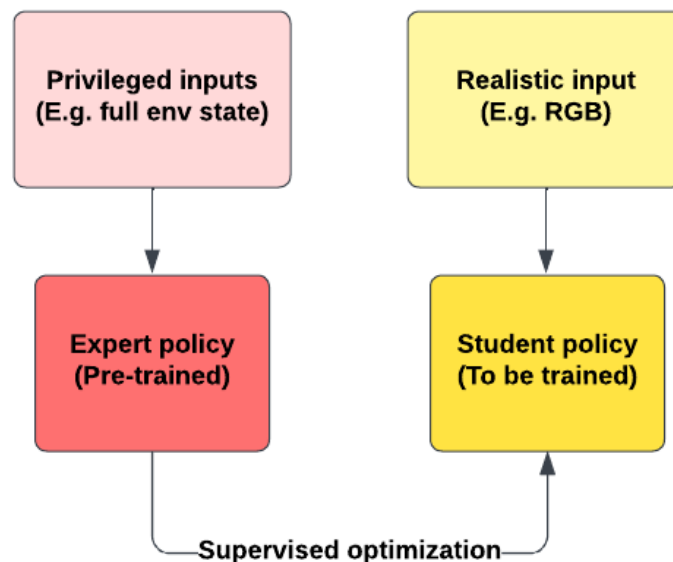 Privileged inputs
(E.g. full env state)
Realistic input
(E.g. RGB)
Expert policy
(Pre-trained)
Student policy
(To be trained)
Supervised optimization